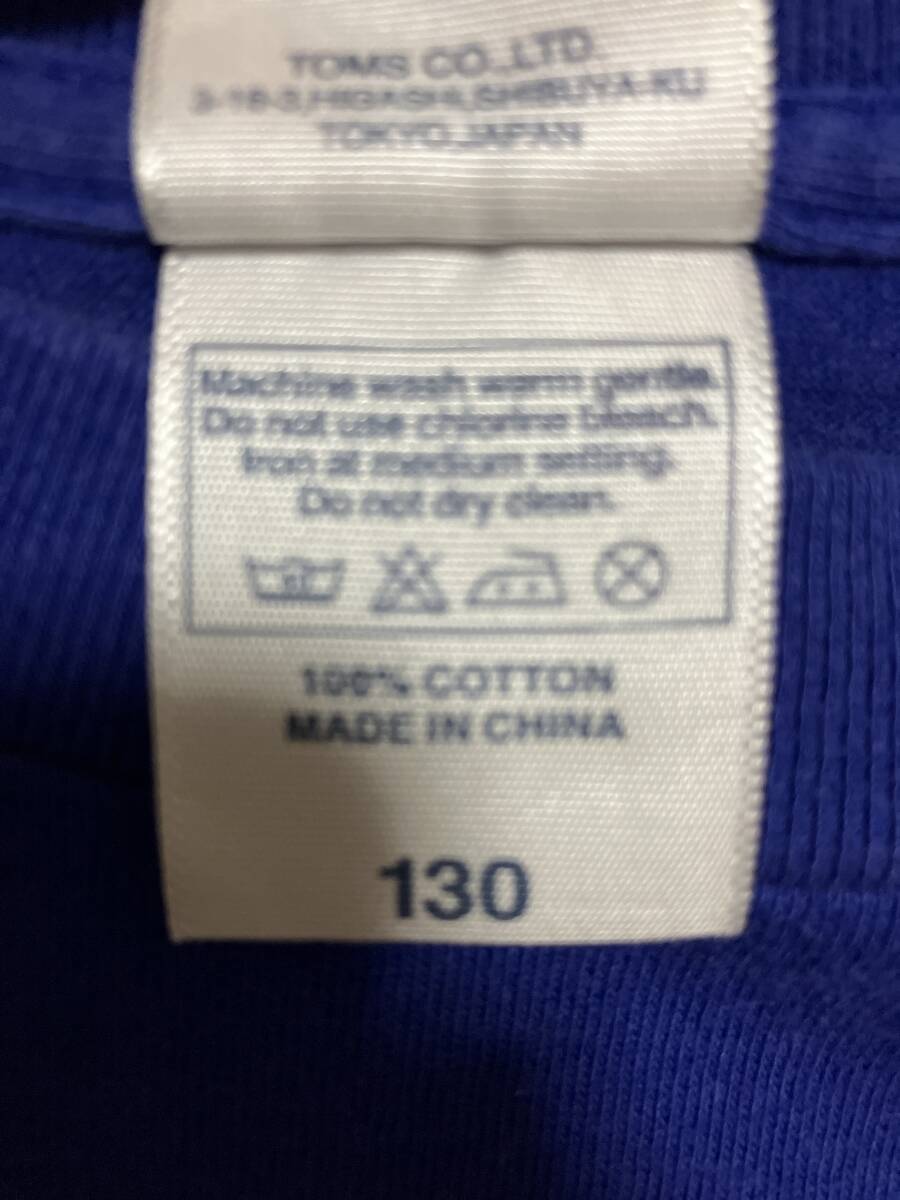 TOMS CO.,LTD.
3-18-3,HIGASHI,SHIBUYA-KU
TOKYO,JAPAN
Machine wash warm gentle.
Do not use chlorine bleach.
Iron at medium setting.
Do not dry clean.
100% COTTON
MADE IN CHINA
130